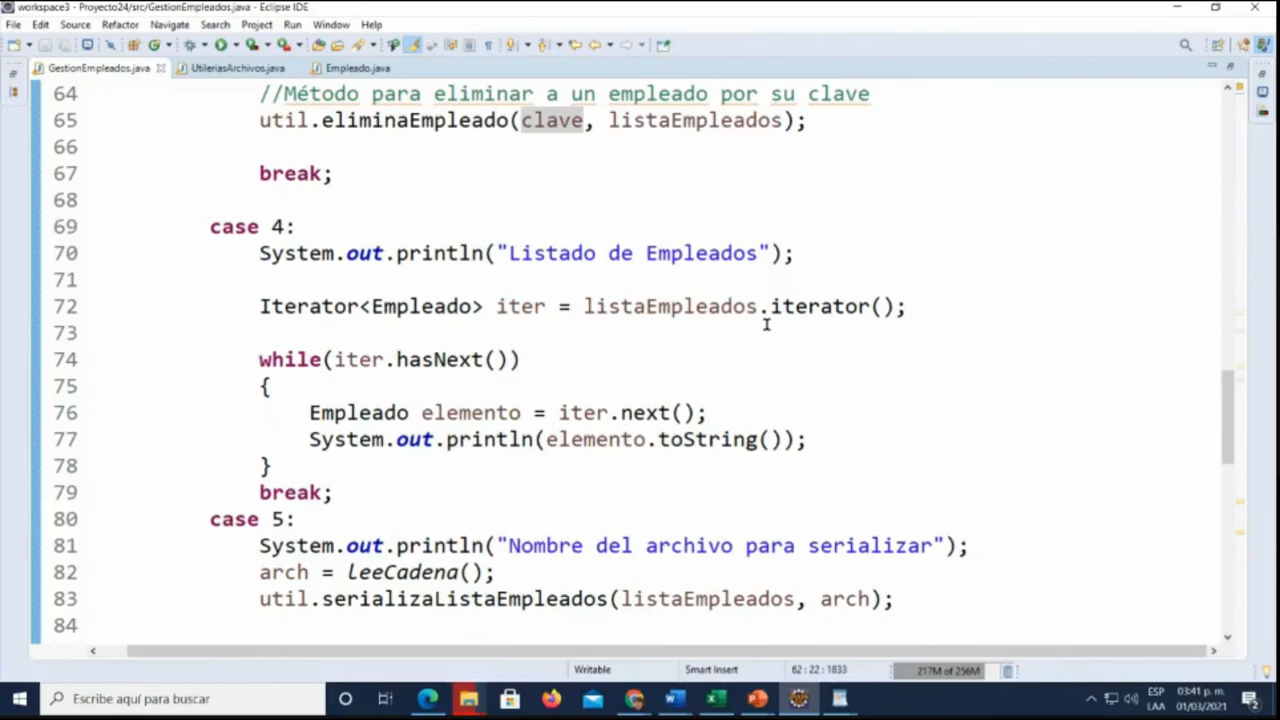 workspace3 - Proyecto24/src/GestionEmpleados.java - Eclipse IDE
File Edit Source Refactor Navigate Search Project Run Window Help
GestionEmpleados.java UtileriasArchivos.java Empleado.java
64 //Método para eliminar a un empleado por su clave
65 util.eliminaEmpleado(clave, listaEmpleados);
66
67 break;
68
69 case 4:
70 System.out.println("Listado de Empleados");
71
72 Iterator<Empleado> iter = listaEmpleados.iterator();
73
74 while(iter.hasNext())
75 {
76 Empleado elemento = iter.next();
77 System.out.println(elemento.toString());
78 }
79 break;
80 case 5:
81 System.out.println("Nombre del archivo para serializar");
82 arch = LeeCadena();
83 util.serializaListaEmpleados(listaEmpleados, arch);
84
Writable Smart Insert 62 : 22 : 1833 217M of 256M
Escribe aquí para buscar
ESP 03:41 p. m.
LAA 01/03/2021 2